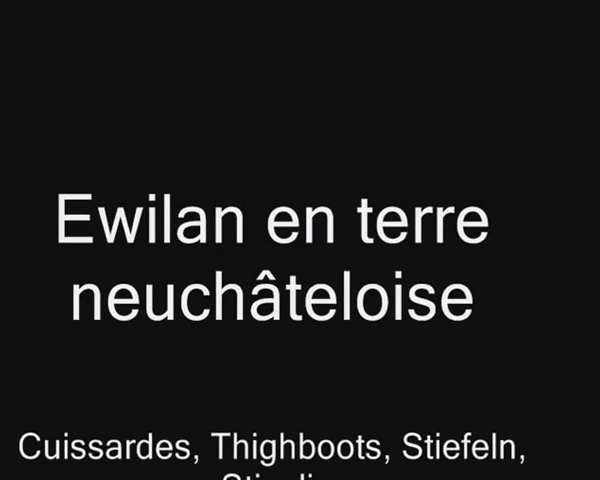 Ewilan en terre
neuchâteloise
Cuissardes, Thighboots, Stiefeln,